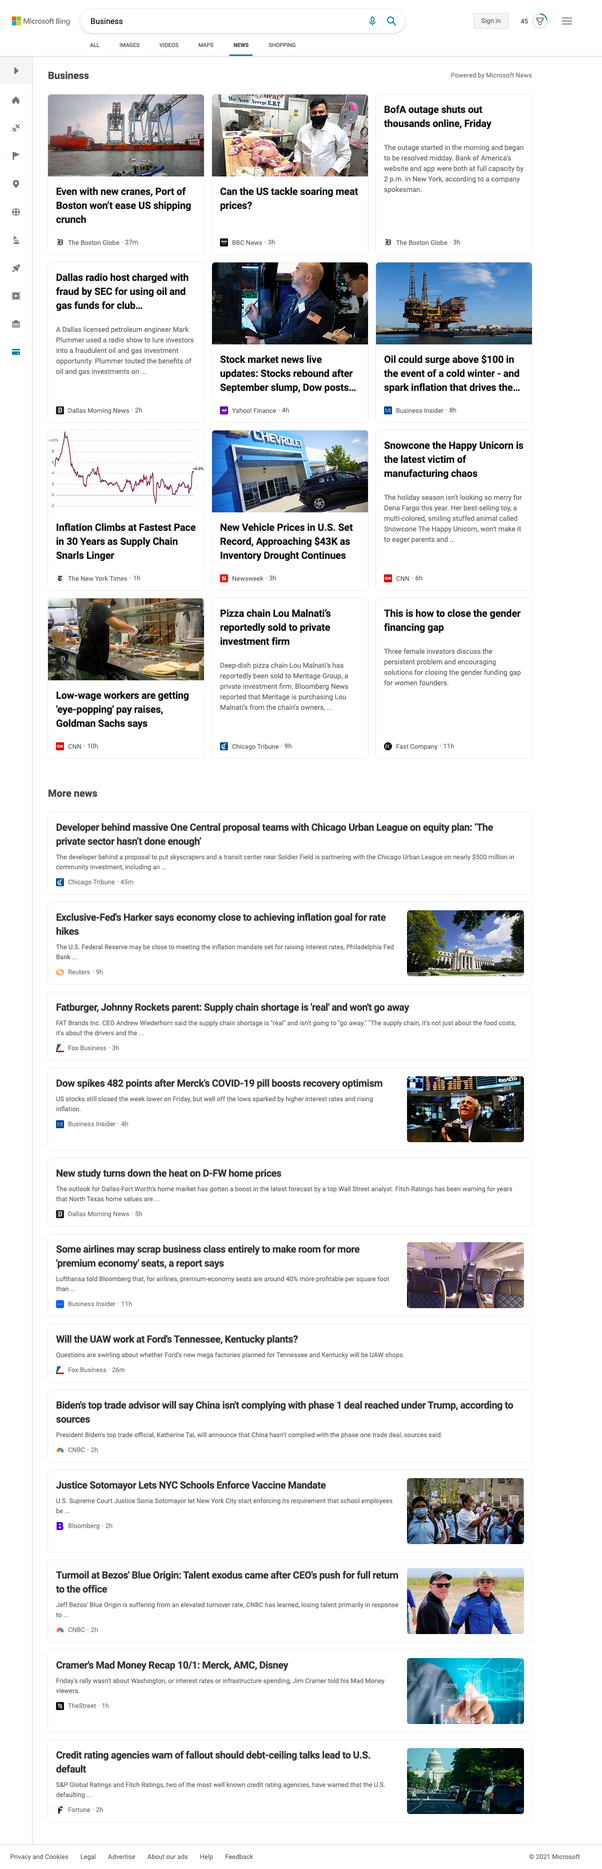 Microsoft Bing
Business
Sign in
45
ALL
IMAGES
VIDEOS
MAPS
NEWS
SHOPPING
Business
Powered by Microsoft News
We Now Accept E.B.T
Even with new cranes, Port of
Boston won't ease US shipping
crunch
The Boston Globe · 27m
Can the US tackle soaring meat
prices?
BBC News · 3h
BofA outage shuts out
thousands online, Friday
The outage started in the morning and began
to be resolved midday. Bank of America's
website and app were both at full capacity by
2 p.m. in New York, according to a company
spokesman.
The Boston Globe · 3h
Dallas radio host charged with
fraud by SEC for using oil and
gas funds for club...
A Dallas licensed petroleum engineer Mark
Plummer used a radio show to lure investors
into a fraudulent oil and gas investment
opportunity. Plummer touted the benefits of
oil and gas investments on ...
Dallas Morning News · 2h
Stock market news live
updates: Stocks rebound after
September slump, Dow posts...
Yahoo! Finance · 4h
Oil could surge above $100 in
the event of a cold winter - and
spark inflation that drives the...
Business Insider · 8h
Inflation Climbs at Fastest Pace
in 30 Years as Supply Chain
Snarls Linger
The New York Times · 1h
CHEVROLET
New Vehicle Prices in U.S. Set
Record, Approaching $43K as
Inventory Drought Continues
Newsweek · 3h
Snowcone the Happy Unicorn is
the latest victim of
manufacturing chaos
The holiday season isn't looking so merry for
Dena Fargo this year. Her best-selling toy, a
multi-colored, smiling stuffed animal called
Snowcone The Happy Unicorn, won't make it
to eager parents and ...
CNN · 6h
Low-wage workers are getting
'eye-popping' pay raises,
Goldman Sachs says
CNN · 10h
Pizza chain Lou Malnati's
reportedly sold to private
investment firm
Deep-dish pizza chain Lou Malnati's has
reportedly been sold to Meritage Group, a
private investment firm. Bloomberg News
reported that Meritage is purchasing Lou
Malnati's from the chain's owners, ...
Chicago Tribune · 9h
This is how to close the gender
financing gap
Three female investors discuss the
persistent problem and encouraging
solutions for closing the gender funding gap
for women founders.
Fast Company · 11h
More news
Developer behind massive One Central proposal teams with Chicago Urban League on equity plan: 'The
private sector hasn't done enough'
The developer behind a proposal to put skyscrapers and a transit center near Soldier Field is partnering with the Chicago Urban League on nearly $500 million in
community investment, including an ...
Chicago Tribune · 45m
Exclusive-Fed's Harker says economy close to achieving inflation goal for rate
hikes
The U.S. Federal Reserve may be close to meeting the inflation mandate set for raising interest rates, Philadelphia Fed
Bank ...
Reuters · 9h
Fatburger, Johnny Rockets parent: Supply chain shortage is 'real' and won't go away
FAT Brands Inc. CEO Andrew Wiederhorn said the supply chain shortage is "real" and isn't going to "go away." "The supply chain, it's not just about the food costs,
it's about the drivers and the ...
Fox Business · 3h
Dow spikes 482 points after Merck's COVID-19 pill boosts recovery optimism
US stocks still closed the week lower on Friday, but well off the lows sparked by higher interest rates and rising
inflation.
Business Insider · 4h
New study turns down the heat on D-FW home prices
The outlook for Dallas-Fort Worth's home market has gotten a boost in the latest forecast by a top Wall Street analyst. Fitch Ratings has been warning for years
that North Texas home values are ...
Dallas Morning News · 5h
Some airlines may scrap business class entirely to make room for more
'premium economy' seats, a report says
Lufthansa told Bloomberg that, for airlines, premium-economy seats are around 40% more profitable per square foot
than ...
Business Insider · 11h
Will the UAW work at Ford's Tennessee, Kentucky plants?
Questions are swirling about whether Ford's new mega factories planned for Tennessee and Kentucky will be UAW shops.
Fox Business · 26m
Biden's top trade advisor will say China isn't complying with phase 1 deal reached under Trump, according to
sources
President Biden's top trade official, Katherine Tai, will announce that China hasn't complied with the phase one trade deal, sources said.
CNBC · 2h
Justice Sotomayor Lets NYC Schools Enforce Vaccine Mandate
U.S. Supreme Court Justice Sonia Sotomayor let New York City start enforcing its requirement that school employees
be ...
Bloomberg · 2h
Turmoil at Bezos' Blue Origin: Talent exodus came after CEO's push for full return
to the office
Jeff Bezos' Blue Origin is suffering from an elevated turnover rate, CNBC has learned, losing talent primarily in response
to ...
CNBC · 2h
Cramer's Mad Money Recap 10/1: Merck, AMC, Disney
Friday's rally wasn't about Washington, or interest rates or infrastructure spending, Jim Cramer told his Mad Money
viewers.
TheStreet · 1h
Credit rating agencies warn of fallout should debt-ceiling talks lead to U.S.
default
S&P Global Ratings and Fitch Ratings, two of the most well known credit rating agencies, have warned that the U.S.
defaulting ...
Fortune · 2h
Privacy and Cookies
Legal
Advertise
About our ads
Help
Feedback
© 2021 Microsoft